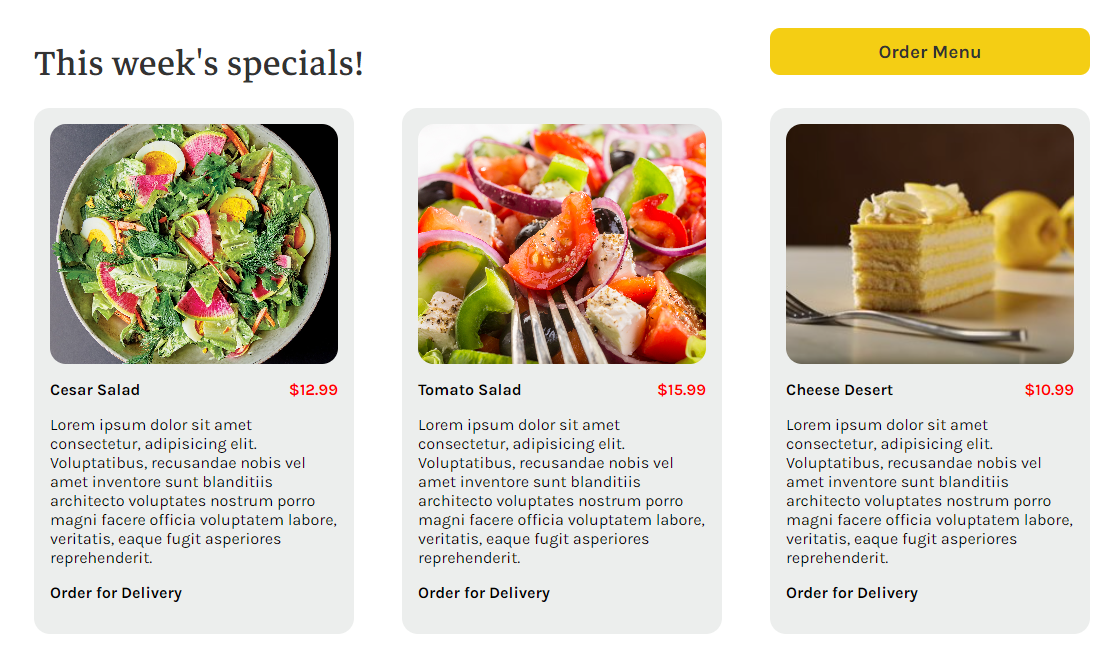 This week's specials!
Order Menu
Cesar Salad $12.99
Lorem ipsum dolor sit amet
consectetur, adipisicing elit.
Voluptatibus, recusandae nobis vel
amet inventore sunt blanditiis
architecto voluptates nostrum porro
magni facere officia voluptatem labore,
veritatis, eaque fugit asperiores
reprehenderit.
Order for Delivery
Tomato Salad $15.99
Lorem ipsum dolor sit amet
consectetur, adipisicing elit.
Voluptatibus, recusandae nobis vel
amet inventore sunt blanditiis
architecto voluptates nostrum porro
magni facere officia voluptatem labore,
veritatis, eaque fugit asperiores
reprehenderit.
Order for Delivery
Cheese Desert $10.99
Lorem ipsum dolor sit amet
consectetur, adipisicing elit.
Voluptatibus, recusandae nobis vel
amet inventore sunt blanditiis
architecto voluptates nostrum porro
magni facere officia voluptatem labore,
veritatis, eaque fugit asperiores
reprehenderit.
Order for Delivery